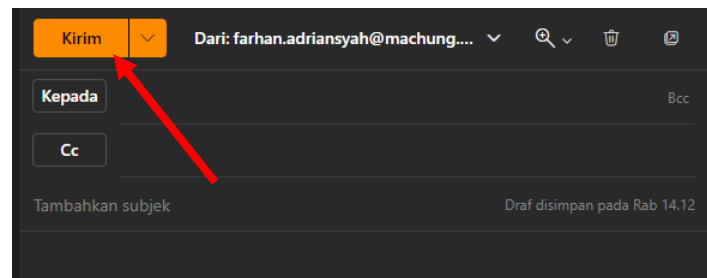 Kirim Dari: farhan.adriansyah@machung....
Kepada Bcc
Cc
Tambahkan subjek Draf disimpan pada Rab 14.12